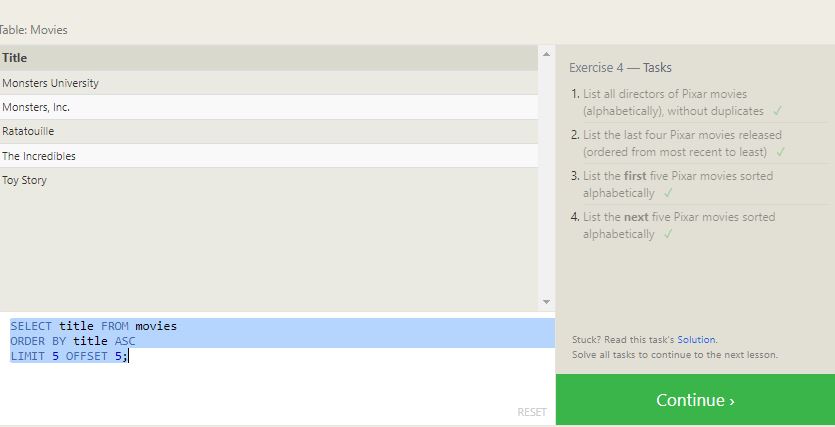 Table: Movies
Title
Monsters University
Monsters, Inc.
Ratatouille
The Incredibles
Toy Story
SELECT title FROM movies
ORDER BY title ASC
LIMIT 5 OFFSET 5;
RESET
Exercise 4 — Tasks
1. List all directors of Pixar movies
(alphabetically), without duplicates ✓
2. List the last four Pixar movies released
(ordered from most recent to least) ✓
3. List the first five Pixar movies sorted
alphabetically ✓
4. List the next five Pixar movies sorted
alphabetically ✓
Stuck? Read this task's Solution.
Solve all tasks to continue to the next lesson.
Continue ›